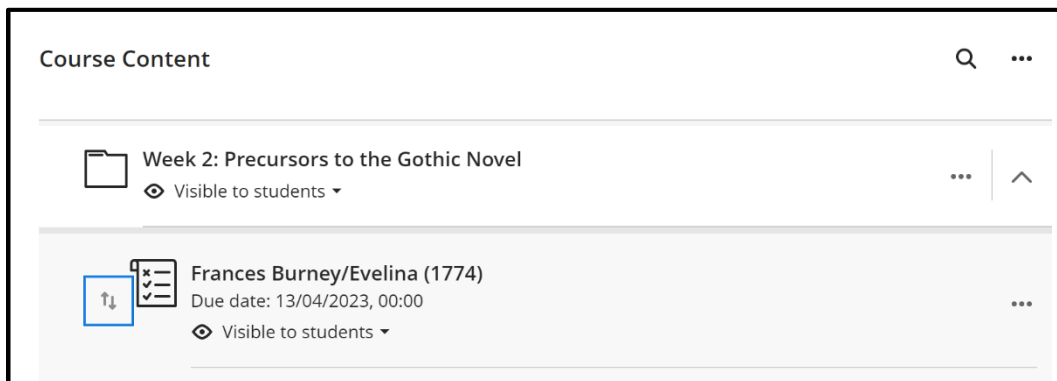 Course Content
Week 2: Precursors to the Gothic Novel
Visible to students
Frances Burney/Evelina (1774)
Due date: 13/04/2023, 00:00
Visible to students